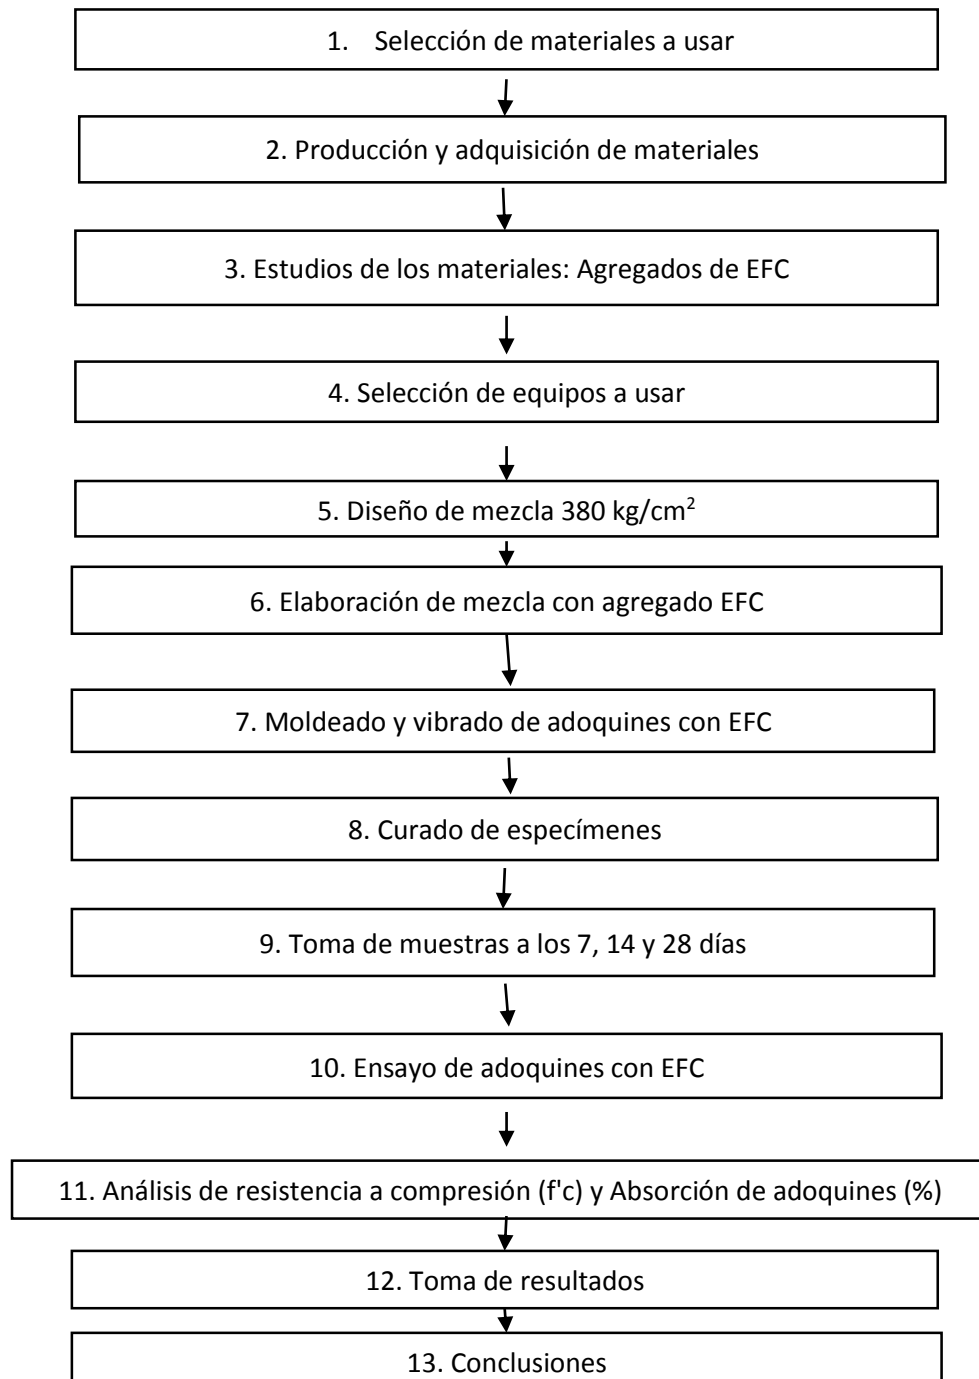 1. Selección de materiales a usar
2. Producción y adquisición de materiales
3. Estudios de los materiales: Agregados de EFC
4. Selección de equipos a usar
5. Diseño de mezcla 380 kg/cm²
6. Elaboración de mezcla con agregado EFC
7. Moldeado y vibrado de adoquines con EFC
8. Curado de especímenes
9. Toma de muestras a los 7, 14 y 28 días
10. Ensayo de adoquines con EFC
11. Análisis de resistencia a compresión (f'c) y Absorción de adoquines (%)
12. Toma de resultados
13. Conclusiones